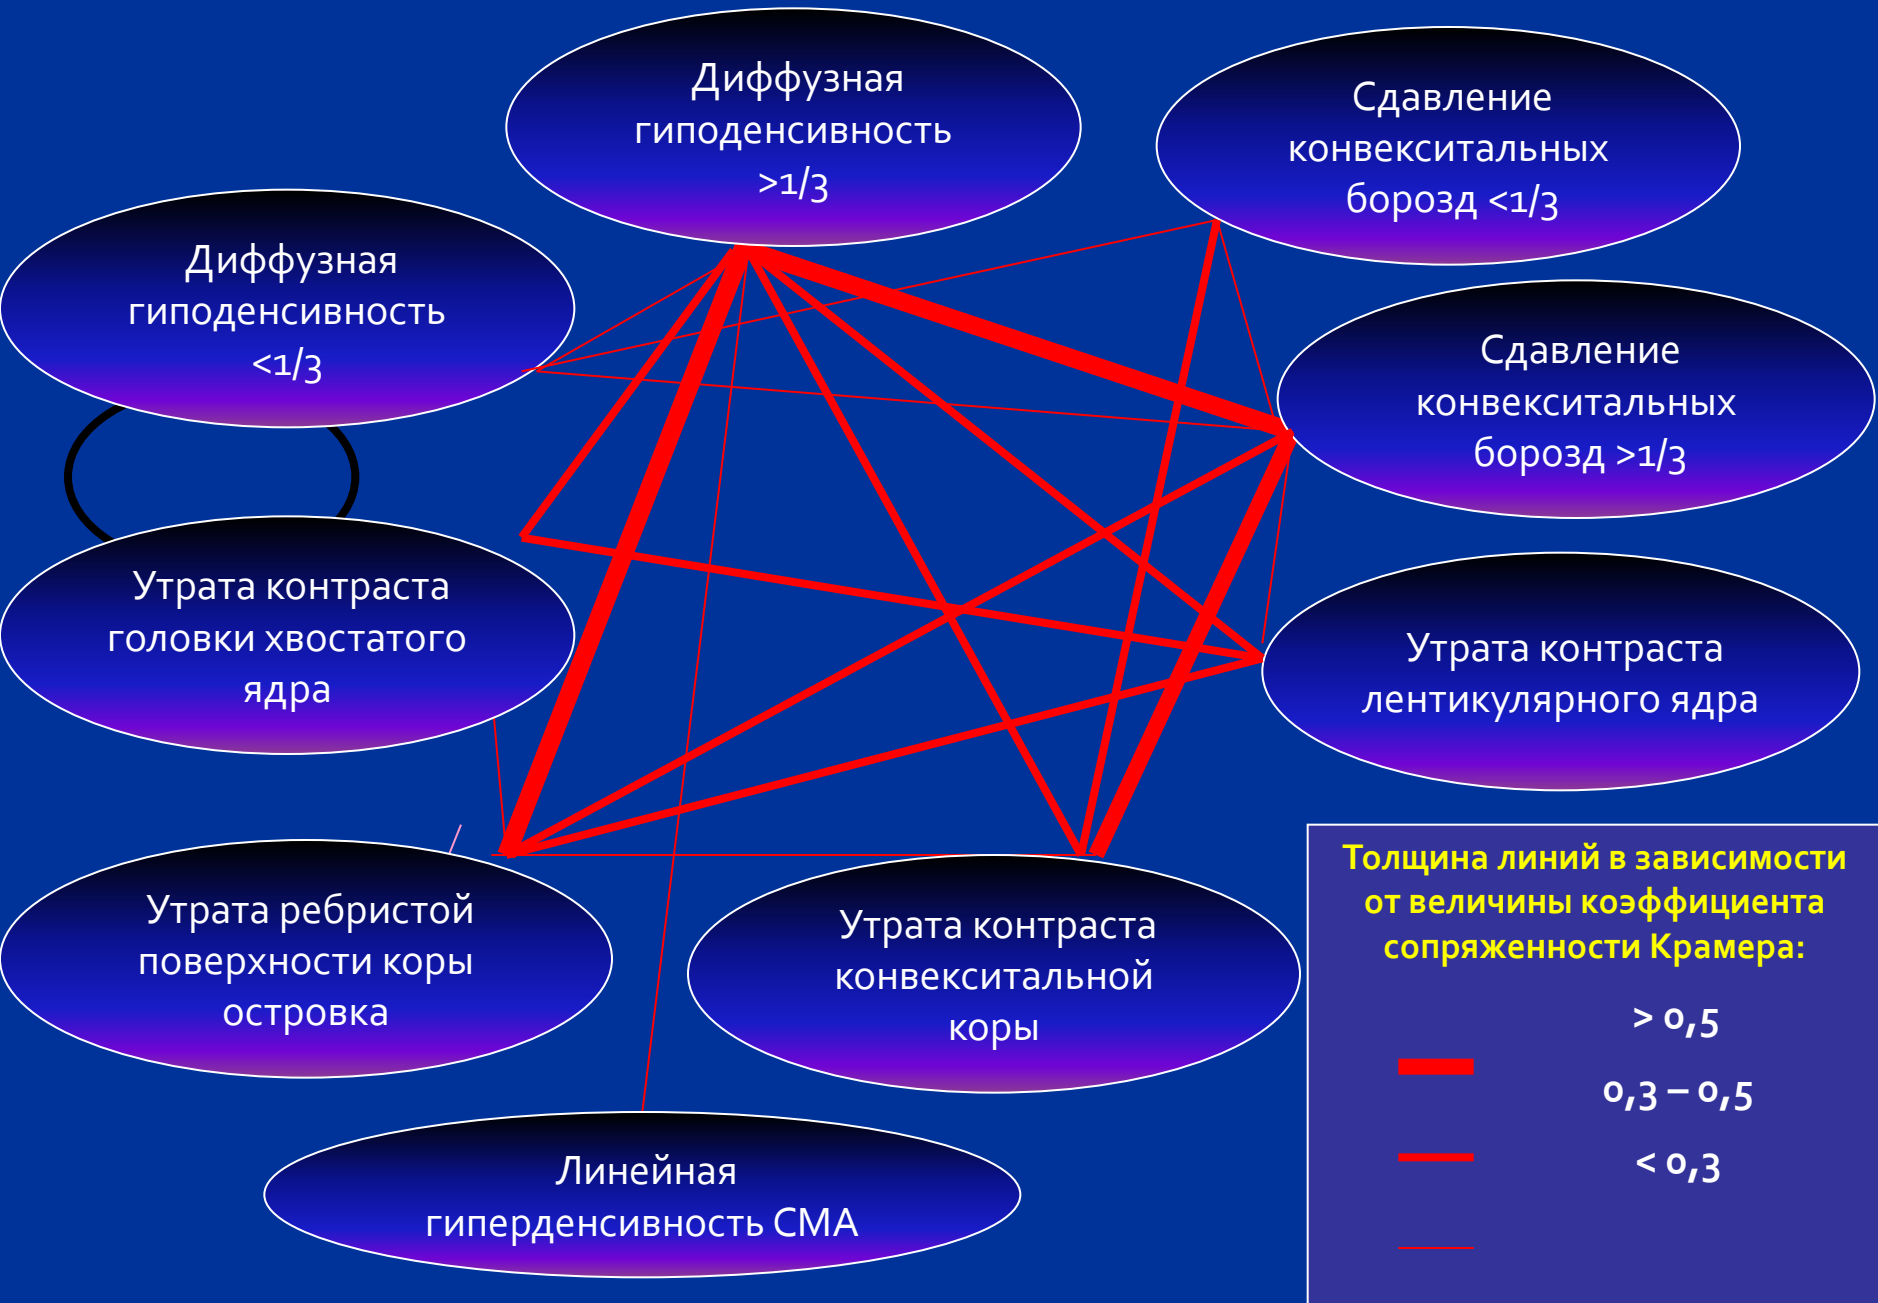 Диффузная
гиподенсивность
>1/3
Сдавление
конвекситальных
борозд <1/3
Диффузная
гиподенсивность
<1/3
Сдавление
конвекситальных
борозд >1/3
Утрата контраста
головки хвостатого
ядра
Утрата контраста
лентикулярного ядра
Утрата ребристой
поверхности коры
островка
Утрата контраста
конвекситальной
коры
Линейная
гиперденсивность СМА
Толщина линий в зависимости
от величины коэффициента
сопряженности Крамера:
> 0,5
0,3 – 0,5
< 0,3